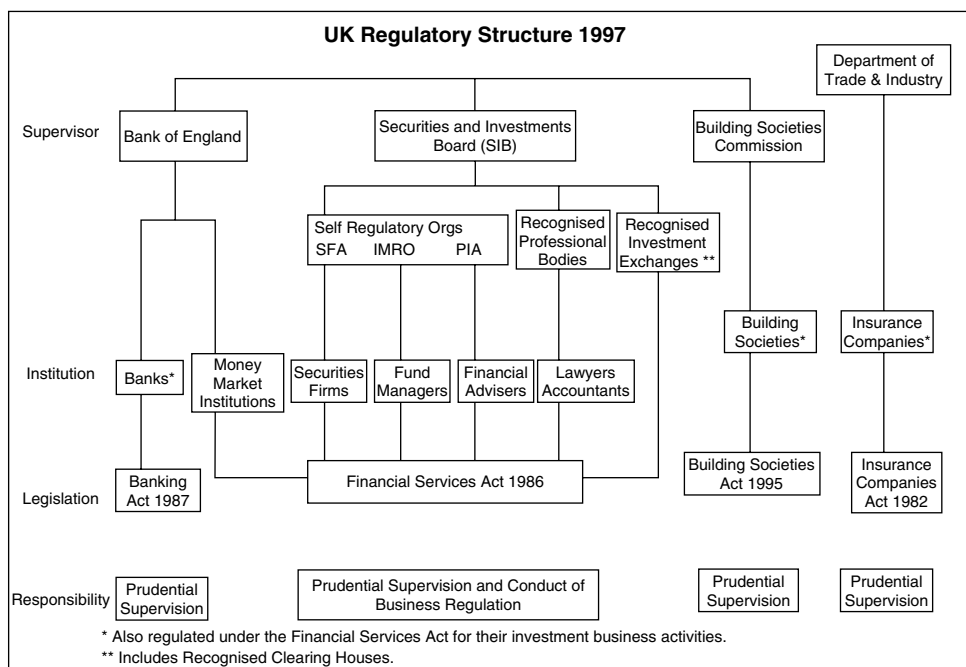 UK Regulatory Structure 1997
Department of
Trade & Industry
Supervisor
Bank of England
Securities and Investments
Board (SIB)
Building Societies
Commission
Self Regulatory Orgs
SFA IMRO PIA
Recognised
Professional
Bodies
Recognised
Investment
Exchanges **
Institution
Banks*
Money
Market
Institutions
Securities
Firms
Fund
Managers
Financial
Advisers
Lawyers
Accountants
Building
Societies*
Insurance
Companies*
Legislation
Banking
Act 1987
Financial Services Act 1986
Building Societies
Act 1995
Insurance
Companies
Act 1982
Responsibility
Prudential
Supervision
Prudential Supervision and Conduct of
Business Regulation
Prudential
Supervision
Prudential
Supervision
* Also regulated under the Financial Services Act for their investment business activities.
** Includes Recognised Clearing Houses.